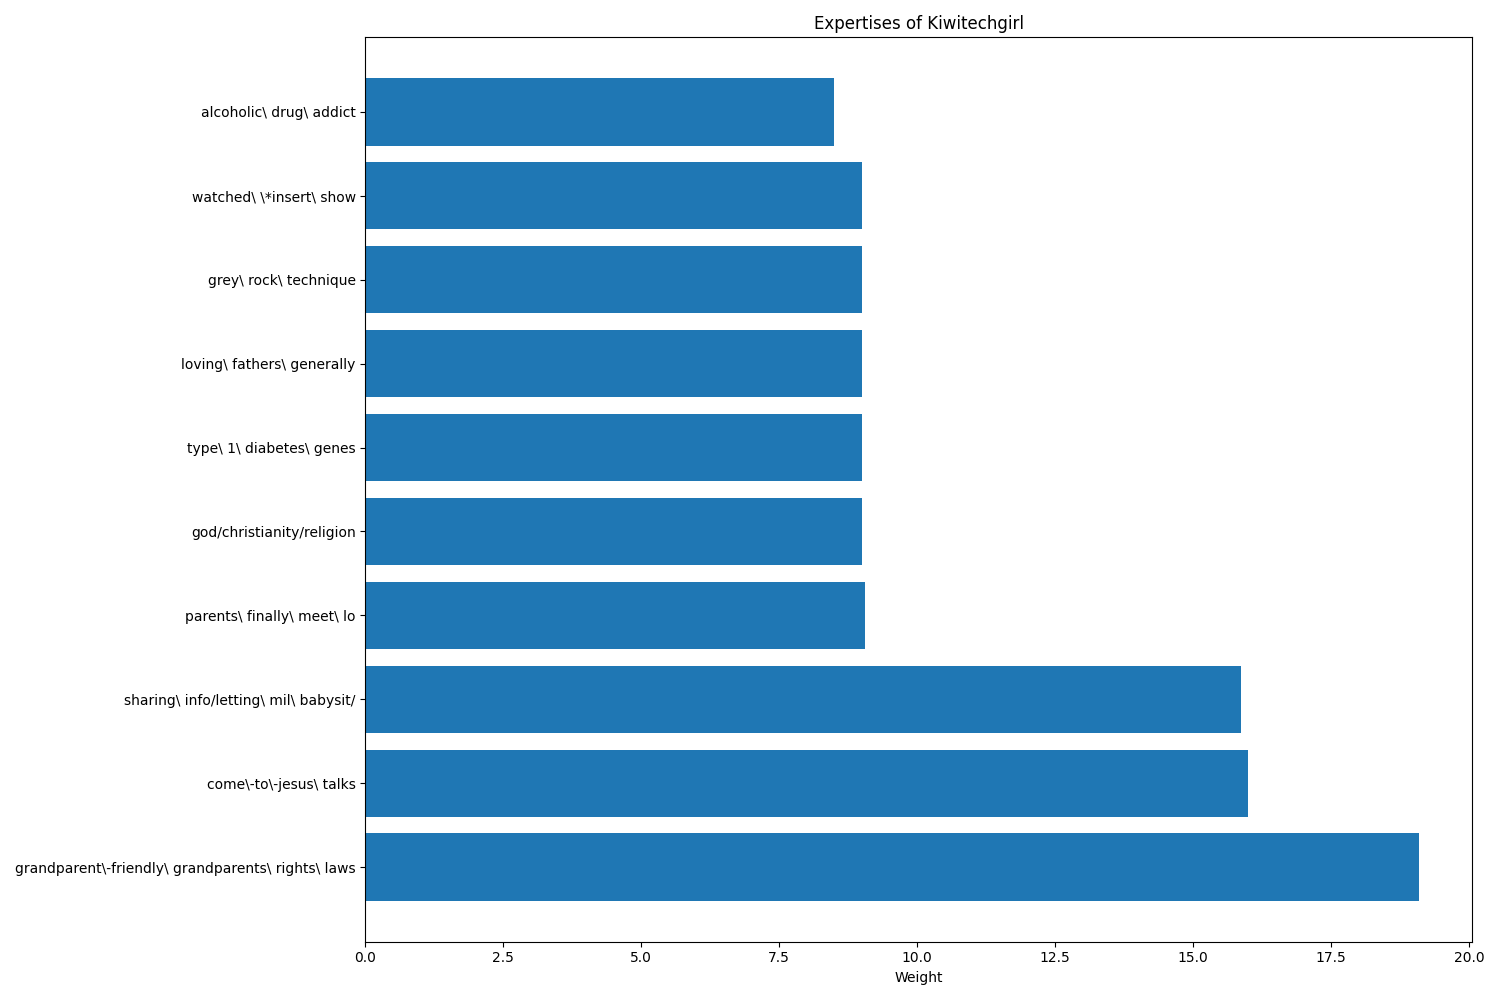 Expertises of Kiwitechgirl
alcoholic\ drug\ addict
watched\ \*insert\ show
grey\ rock\ technique
loving\ fathers\ generally
type\ 1\ diabetes\ genes
god/christianity/religion
parents\ finally\ meet\ lo
sharing\ info/letting\ mil\ babysit/
come\-to\-jesus\ talks
grandparent\-friendly\ grandparents\ rights\ laws
0.0 2.5 5.0 7.5 10.0 12.5 15.0 17.5 20.0
Weight